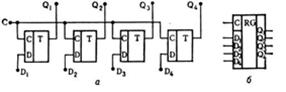 Q₁ Q₂ Q₃ Q₄
C
C T C T C T C T
D D D D
D₁ D₂ D₃ D₄
а
C RG
D D D D
Q Q
б